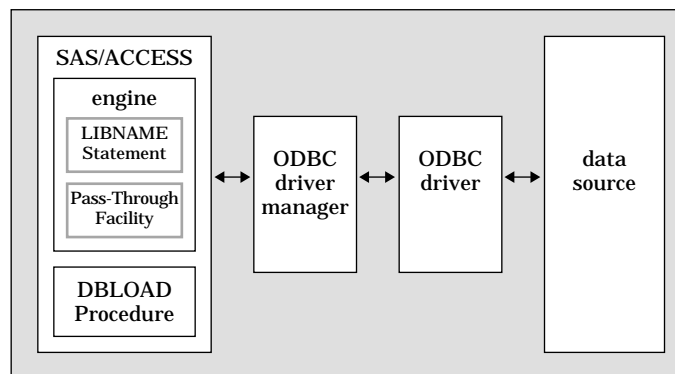 SAS/ACCESS
engine
LIBNAME
Statement
Pass-Through
Facility
DBLOAD
Procedure
ODBC
driver
manager
ODBC
driver
data
source